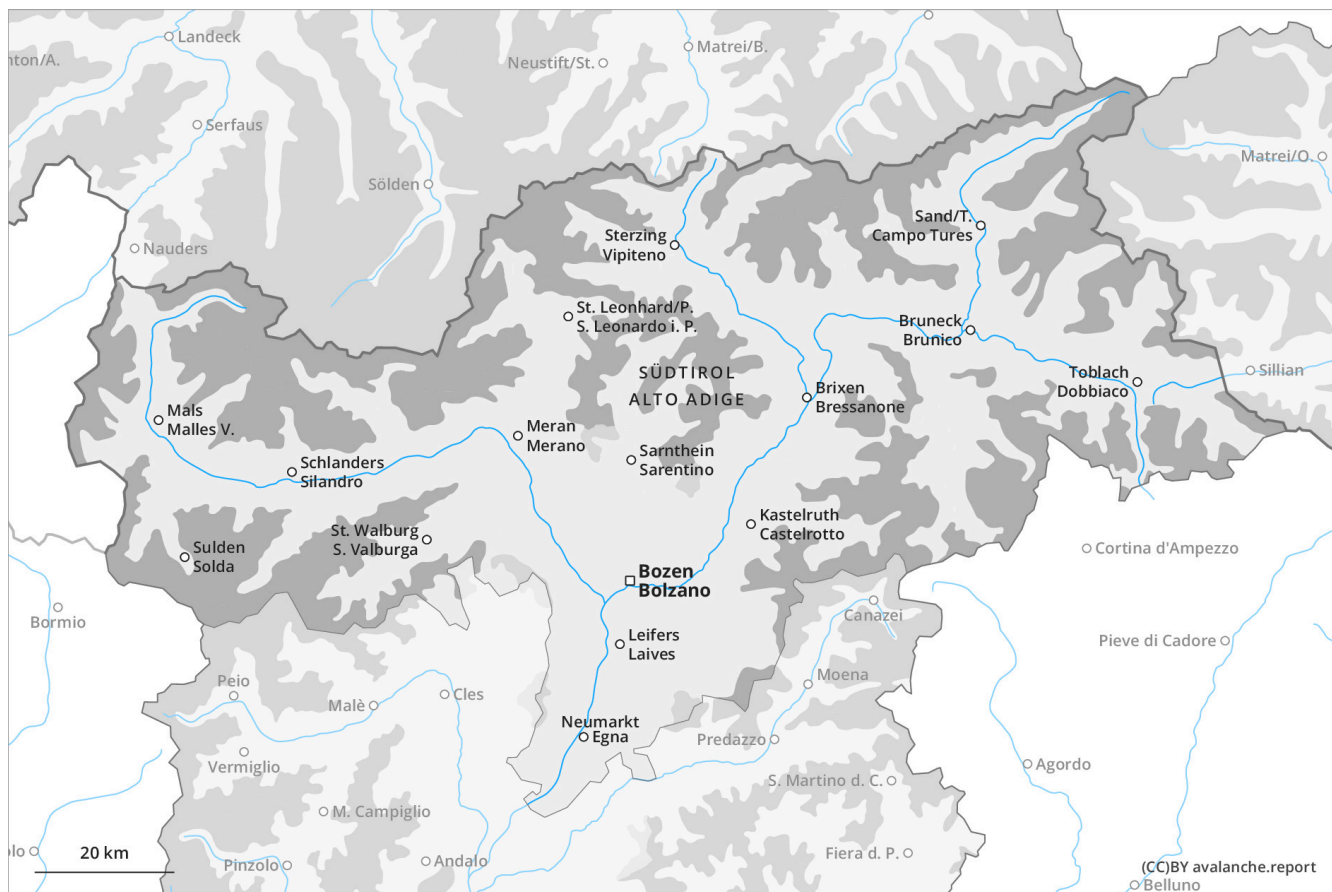 Landeck
nton/A.
Matrei/B.
Neustift/St.
Serfaus
Matrei/O.
Sölden
Sand/T.
Campo Tures
Sterzing
Vipiteno
Nauders
St. Leonhard/P.
S. Leonardo i. P.
Bruneck
Brunico
SÜDTIROL
ALTO ADIGE
Toblach
Dobbiaco
Sillian
Brixen
Bressanone
Mals
Malles V.
Meran
Merano
Sarnthein
Sarentino
Schlanders
Silandro
Kastelruth
Castelrotto
St. Walburg
S. Valburga
Sulden
Solda
Cortina d'Ampezzo
Bozen
Bolzano
Bormio
Canazei
Leifers
Laives
Pieve di Cadore
Peio
Moena
Cles
Malè
Neumarkt
Egna
Predazzo
Vermiglio
Agordo
S. Martino d. C.
M. Campiglio
olo
20 km
Pinzolo
Andalo
Fiera d. P.
(CC)BY avalanche.report
Belluno